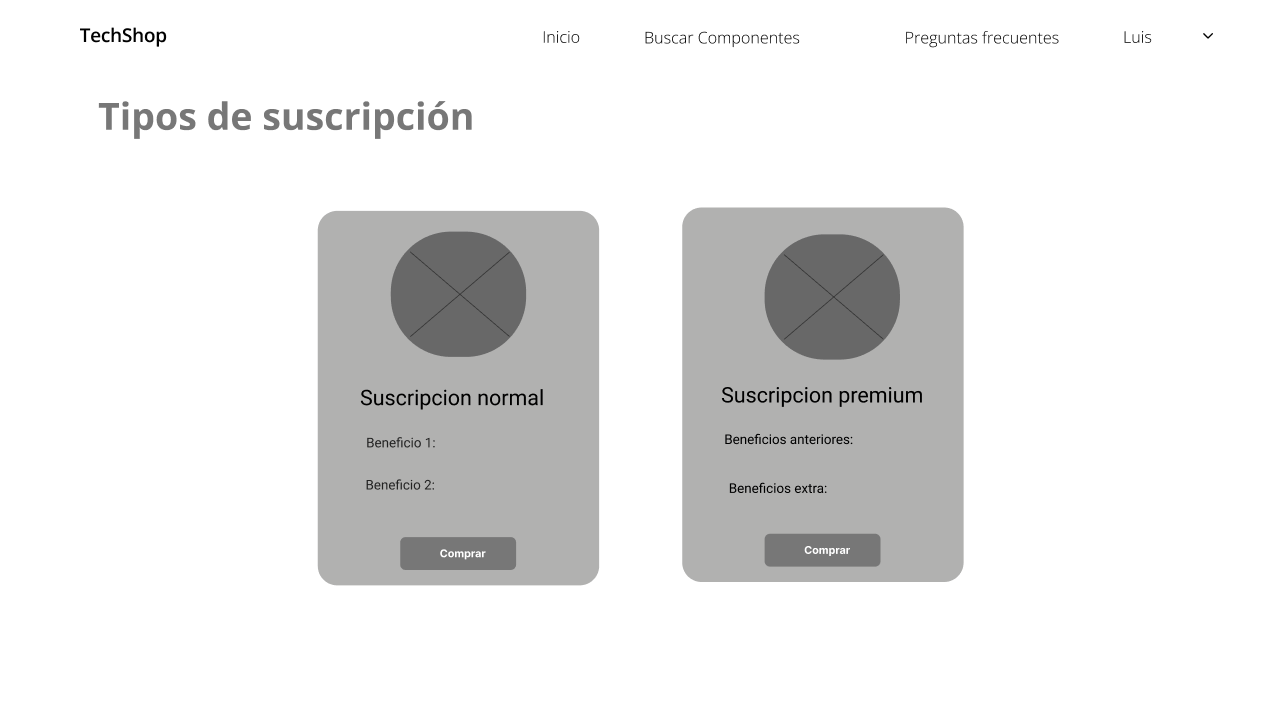 TechShop
Inicio
Buscar Componentes
Preguntas frecuentes
Luis
Tipos de suscripción
Suscripcion normal
Beneficio 1:
Beneficio 2:
Comprar
Suscripcion premium
Beneficios anteriores:
Beneficios extra:
Comprar